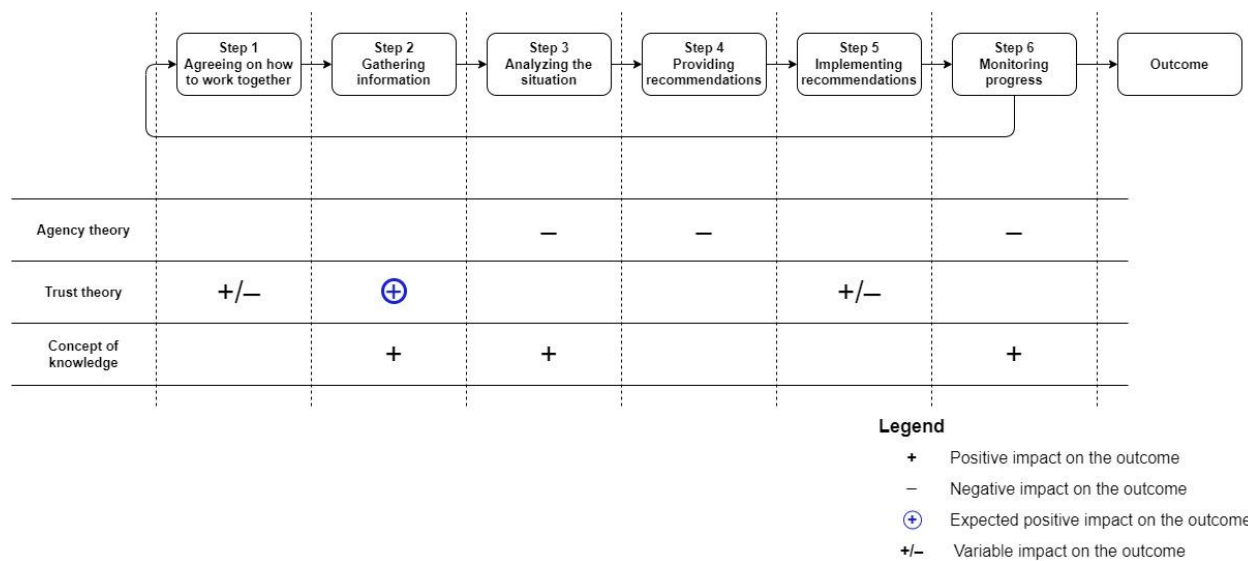 Step 1
Agreeing on how
to work together
Step 2
Gathering
information
Step 3
Analyzing the
situation
Step 4
Providing
recommendations
Step 5
Implementing
recommendations
Step 6
Monitoring
progress
Outcome
Agency theory
–
–
–
Trust theory
+/–
+
+/–
Concept of
knowledge
+
+
+
Legend
+ Positive impact on the outcome
– Negative impact on the outcome
+ Expected positive impact on the outcome
+/– Variable impact on the outcome